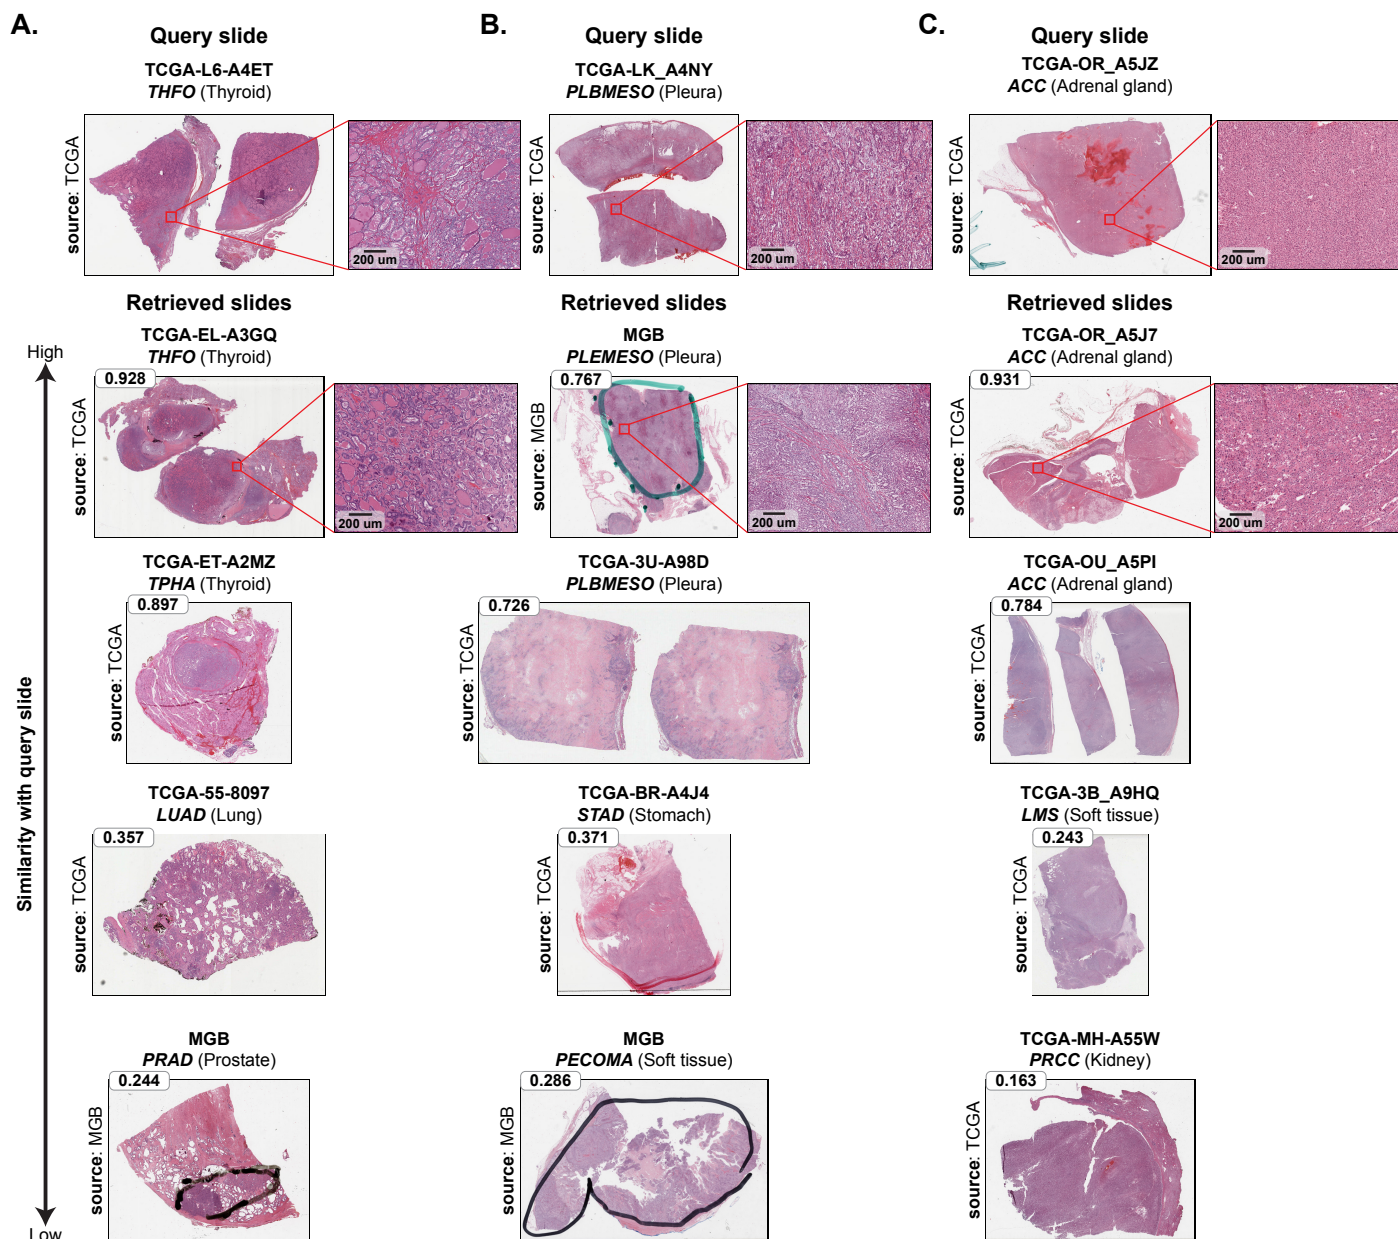 A.
Query slide
TCGA-L6-A4ET
THFO (Thyroid)
source: TCGA
200 um
Retrieved slides
TCGA-EL-A3GQ
THFO (Thyroid)
0.928
source: TCGA
200 um
TCGA-ET-A2MZ
TPHA (Thyroid)
0.897
source: TCGA
TCGA-55-8097
LUAD (Lung)
0.357
source: TCGA
MGB
PRAD (Prostate)
0.244
source: MGB
High
Similarity with query slide
Low
B.
Query slide
TCGA-LK_A4NY
PLBMESO (Pleura)
source: TCGA
200 um
Retrieved slides
MGB
PLEMESO (Pleura)
0.767
source: MGB
200 um
TCGA-3U-A98D
PLBMESO (Pleura)
0.726
source: TCGA
TCGA-BR-A4J4
STAD (Stomach)
0.371
source: TCGA
MGB
PECOMA (Soft tissue)
0.286
source: MGB
C.
Query slide
TCGA-OR_A5JZ
ACC (Adrenal gland)
source: TCGA
200 um
Retrieved slides
TCGA-OR_A5J7
ACC (Adrenal gland)
0.931
source: TCGA
200 um
TCGA-OU_A5PI
ACC (Adrenal gland)
0.784
source: TCGA
TCGA-3B_A9HQ
LMS (Soft tissue)
0.243
source: TCGA
TCGA-MH-A55W
PRCC (Kidney)
0.163
source: TCGA